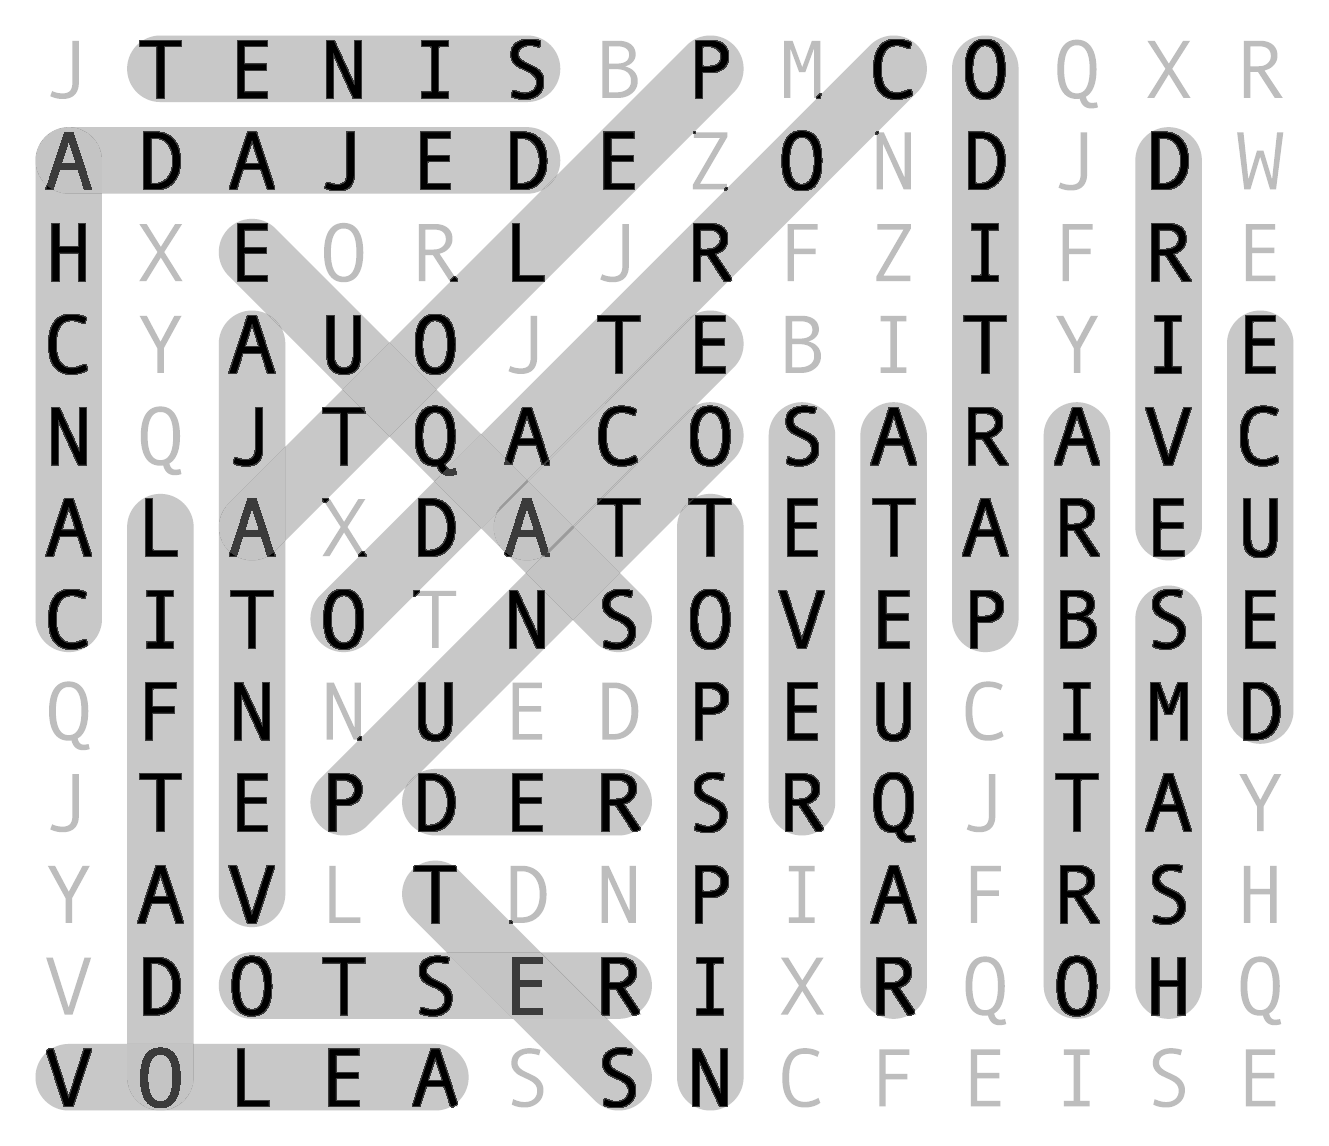 J T E N I S B P M C O Q X R
A D A J E D E Z O N D J D W
H X E O R L J R F Z I F R E
C Y A U O J T E B I T Y I E
N Q J T Q A C O S A R A V C
A L A X D A T T E T A R E U
C I T O T N S O V E P B S E
Q F N N U E D P E U C I M D
J T E P D E R S R Q J T A Y
Y A V L T D N P I A F R S H
V D O T S E R I X R Q O H Q
V O L E A S S N C F E I S E